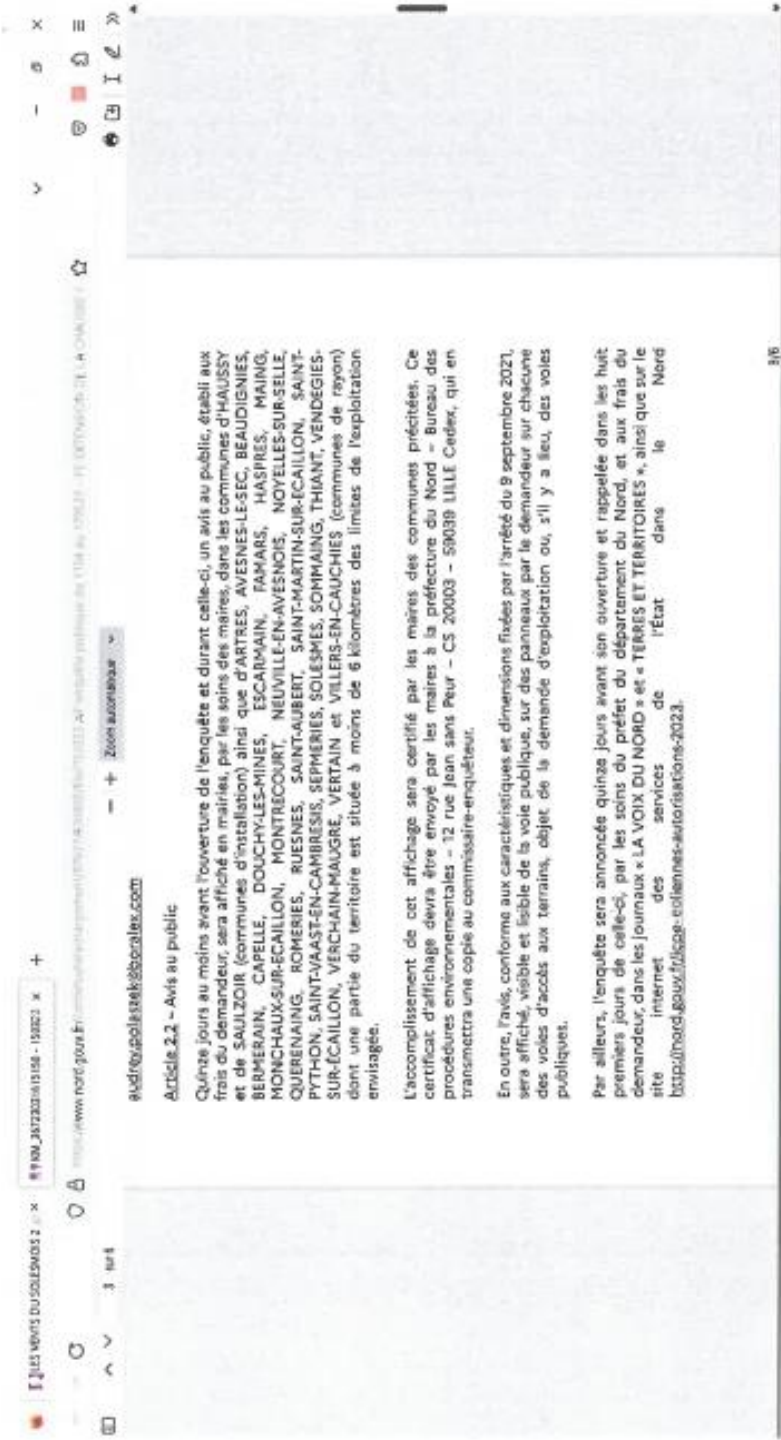 LES VENTS DU SOLESMOIS 2
https://www.nord.gouv.fr
3 sur 6
Zoom automatique
audrey.polaszek@boralex.com
Article 2.2 – Avis au public
Quinze jours au moins avant l'ouverture de l'enquête et durant celle-ci, un avis au public, établi aux
frais du demandeur, sera affiché en mairies, par les soins des maires, dans les communes d'HAUSSY
et de SAULZOIR (communes d'installation) ainsi que d'ARTRES, AVESNES-LE-SEC, BEAUDIGNIES,
BERMERAIN, CAPELLE, DOUCHY-LES-MINES, ESCARMAIN, FAMARS, HASPRES, MAING,
MONCHAUX-SUR-ECAILLON, MONTRECOURT, NEUVILLE-EN-AVESNOIS, NOYELLES-SUR-SELLE,
QUERENAING, ROMERIES, RUESNES, SAINT-AUBERT, SAINT-MARTIN-SUR-ECAILLON, SAINT-
PYTHON, SAINT-VAAST-EN-CAMBRESIS, SEPMERIES, SOLESMES, SOMMAING, THIANT, VENDEGIES-
SUR-ÉCAILLON, VERCHAIN-MAUGRE, VERTAIN et VILLERS-EN-CAUCHIES (communes de rayon)
dont une partie du territoire est située à moins de 6 kilomètres des limites de l'exploitation
envisagée.
L'accomplissement de cet affichage sera certifié par les maires des communes précitées. Ce
certificat d'affichage devra être envoyé par les maires à la préfecture du Nord – Bureau des
procédures environnementales – 12 rue Jean sans Peur – CS 20003 – 59039 LILLE Cedex, qui en
transmettra une copie au commissaire-enquêteur.
En outre, l'avis, conforme aux caractéristiques et dimensions fixées par l'arrêté du 9 septembre 2021,
sera affiché, visible et lisible de la voie publique, sur des panneaux par le demandeur sur chacune
des voies d'accès aux terrains, objet de la demande d'exploitation ou, s'il y a lieu, des voies
publiques.
Par ailleurs, l'enquête sera annoncée quinze jours avant son ouverture et rappelée dans les huit
premiers jours de celle-ci, par les soins du préfet du département du Nord, et aux frais du
demandeur, dans les journaux « LA VOIX DU NORD » et « TERRES ET TERRITOIRES », ainsi que sur le
site internet des services de l'État dans le Nord
http://nord.gouv.fr/icpe-eoliennes-autorisations-2023.
3/6